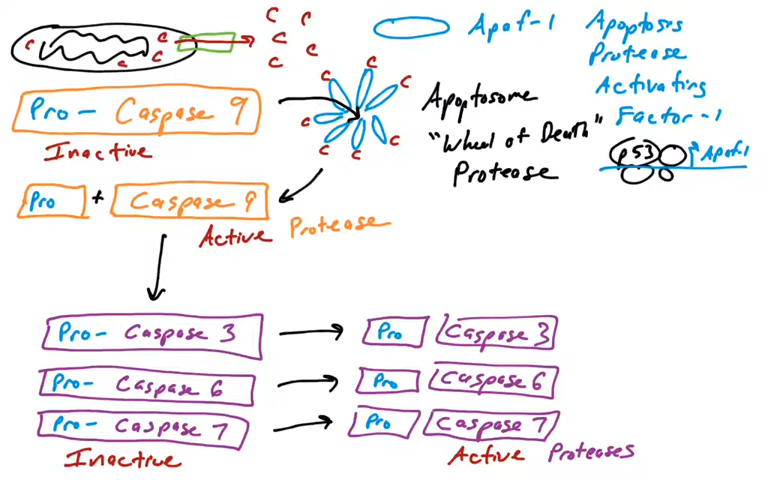 C C
C C
C C C
C C C
Apaf-1
Apoptosis
Protease
Activating
Factor-1
Pro- Caspase 9
Inactive
C C
C C
C C C
Apoptosome
"Wheel of Death"
Protease
p53 Apaf-1
Pro + Caspase 9
Active Protease
Pro- Caspase 3
Pro Caspase 3
Pro- Caspase 6
Pro Caspase 6
Pro- Caspase 7
Pro Caspase 7
Inactive
Active Proteases